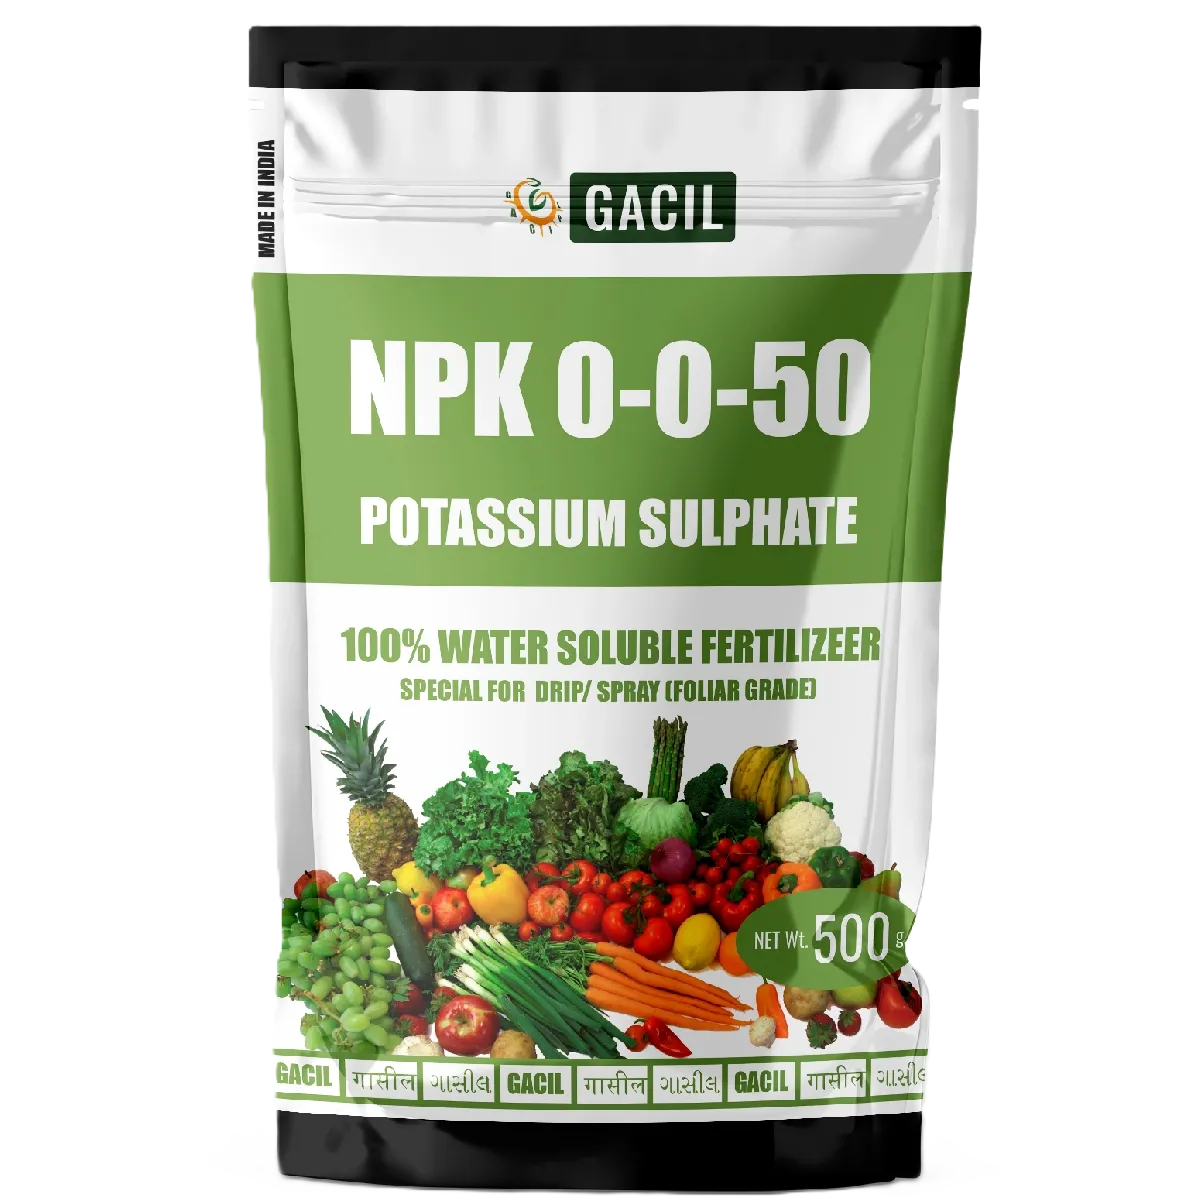 MADE IN INDIA
GACIL
GACIL
NPK 0-0-50
POTASSIUM SULPHATE
100% WATER SOLUBLE FERTILIZEER
SPECIAL FOR DRIP/ SPRAY (FOLIAR GRADE)
NET Wt. 500 g
GACIL गासील ગાસીલ GACIL गासील ગાસીલ GACIL गासील ગાસીલ